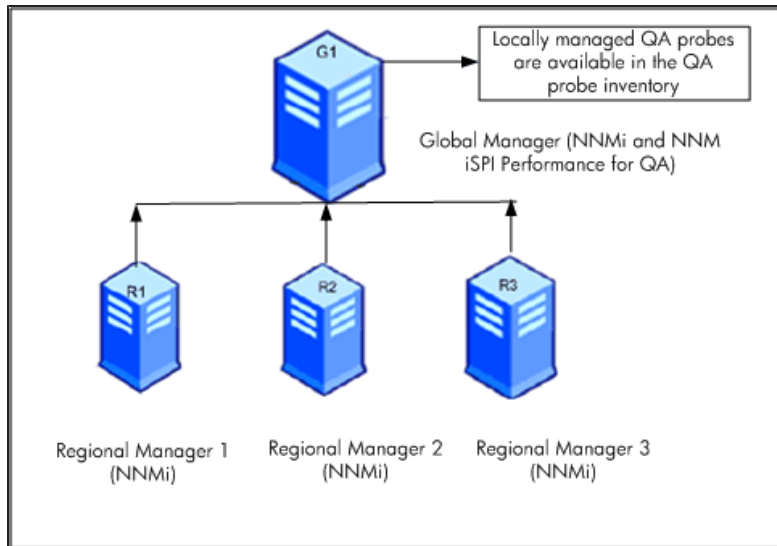 G1
Locally managed QA probes
are available in the QA
probe inventory
Global Manager (NNMi and NNM
iSPI Performance for QA)
R1
R2
R3
Regional Manager 1
(NNMi)
Regional Manager 2
(NNMi)
Regional Manager 3
(NNMi)